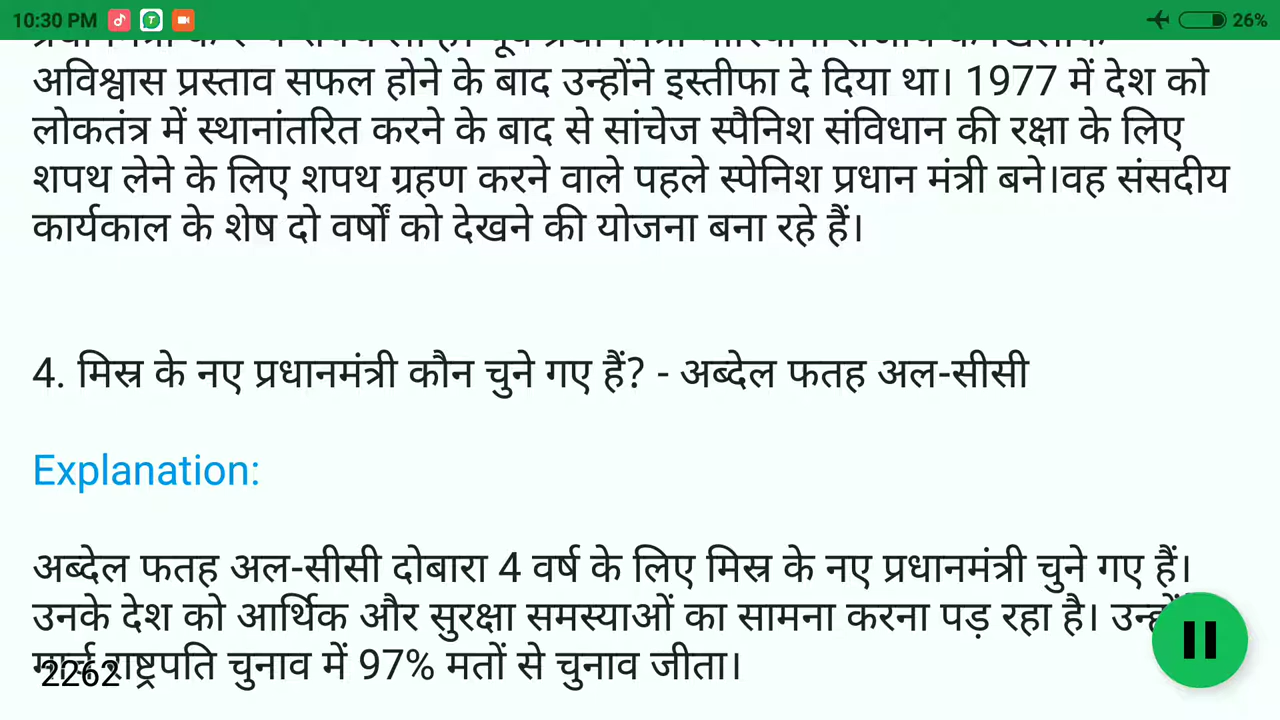 10:30 PM
26%
अविश्वास प्रस्ताव सफल होने के बाद उन्होंने इस्तीफा दे दिया था। 1977 में देश को
लोकतंत्र में स्थानांतरित करने के बाद से सांचेज स्पैनिश संविधान की रक्षा के लिए
शपथ लेने के लिए शपथ ग्रहण करने वाले पहले स्पेनिश प्रधान मंत्री बने।वह संसदीय
कार्यकाल के शेष दो वर्षों को देखने की योजना बना रहे हैं।
4. मिस्र के नए प्रधानमंत्री कौन चुने गए हैं? - अब्देल फतह अल-सीसी
Explanation:
अब्देल फतह अल-सीसी दोबारा 4 वर्ष के लिए मिस्र के नए प्रधानमंत्री चुने गए हैं।
उनके देश को आर्थिक और सुरक्षा समस्याओं का सामना करना पड़ रहा है।
राष्ट्रपति चुनाव में 97% मतों से चुनाव जीता।
2262